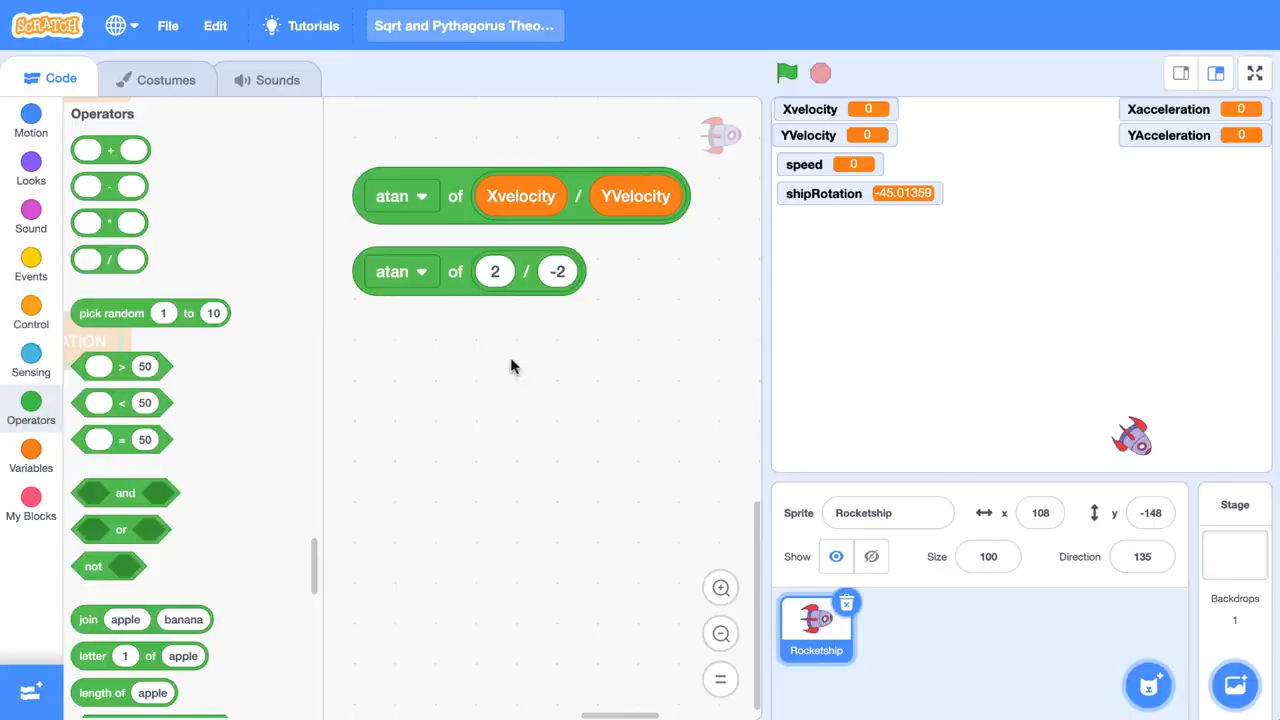 SCRATCH File Edit Tutorials Sqrt and Pythagorus Theo...
Code Costumes Sounds
Motion
Looks
Sound
Events
Control
Sensing
Operators
Variables
My Blocks
Operators
+
-
*
/
pick random 1 to 10
ATION
> 50
< 50
= 50
and
or
not
join apple banana
letter 1 of apple
length of apple
atan of Xvelocity / YVelocity
atan of 2 / -2
Xvelocity 0
YVelocity 0
speed 0
shipRotation -45.01359
Xacceleration 0
YAcceleration 0
Sprite Rocketship x 108 y -148
Show Size 100 Direction 135
Rocketship
Stage
Backdrops
1